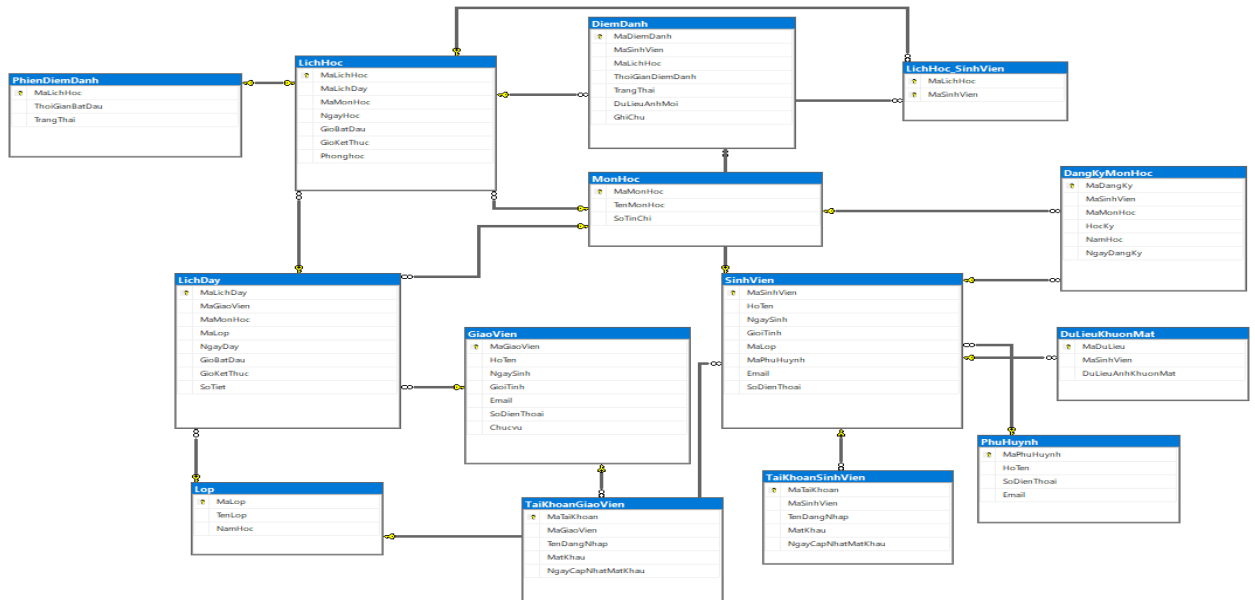 DiemDanh
MaDiemDanh
MaSinhVien
MaLichHoc
ThoiGianDiemDanh
TrangThai
DuLieuAnhMoi
GhiChu
LichHoc
MaLichHoc
MaLichDay
MaMonHoc
NgayHoc
GioBatDau
GioKetThuc
Phonghoc
LichHoc_SinhVien
MaLichHoc
MaSinhVien
PhienDiemDanh
MaLichHoc
ThoiGianBatDau
TrangThai
MonHoc
MaMonHoc
TenMonHoc
SoTinChi
DangKyMonHoc
MaDangKy
MaSinhVien
MaMonHoc
HocKy
NamHoc
NgayDangKy
LichDay
MaLichDay
MaGiaoVien
MaMonHoc
MaLop
NgayDay
GioBatDau
GioKetThuc
SoTiet
SinhVien
MaSinhVien
HoTen
NgaySinh
GioiTinh
MaLop
MaPhuHuynh
Email
SoDienThoai
GiaoVien
MaGiaoVien
HoTen
NgaySinh
GioiTinh
Email
SoDienThoai
Chucvu
DuLieuKhuonMat
MaDuLieu
MaSinhVien
DuLieuAnhKhuonMat
PhuHuynh
MaPhuHuynh
HoTen
SoDienThoai
Email
Lop
MaLop
TenLop
NamHoc
TaiKhoanGiaoVien
MaTaiKhoan
MaGiaoVien
TenDangNhap
MatKhau
NgayCapNhatMatKhau
TaiKhoanSinhVien
MaTaiKhoan
MaSinhVien
TenDangNhap
MatKhau
NgayCapNhatMatKhau